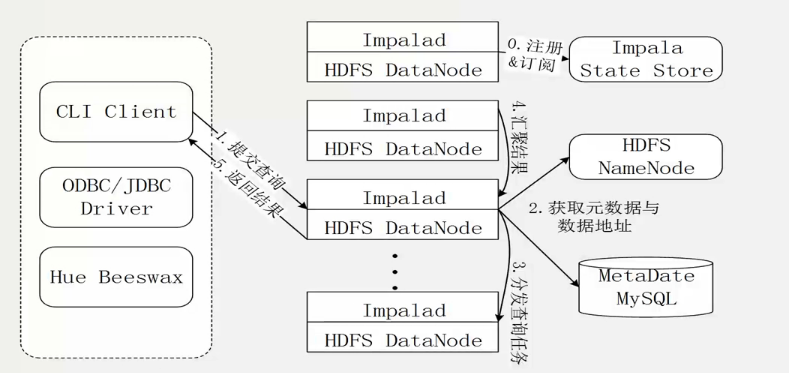 CLI Client
ODBC/JDBC
Driver
Hue Beeswax
1.提交查询
5.返回结果
Impalad
HDFS DataNode
0.注册
&订阅
Impala
State Store
Impalad
HDFS DataNode
4.汇聚结果
HDFS
NameNode
Impalad
HDFS DataNode
2.获取元数据与
数据地址
3.分发查询任务
MetaDate
MySQL
Impalad
HDFS DataNode